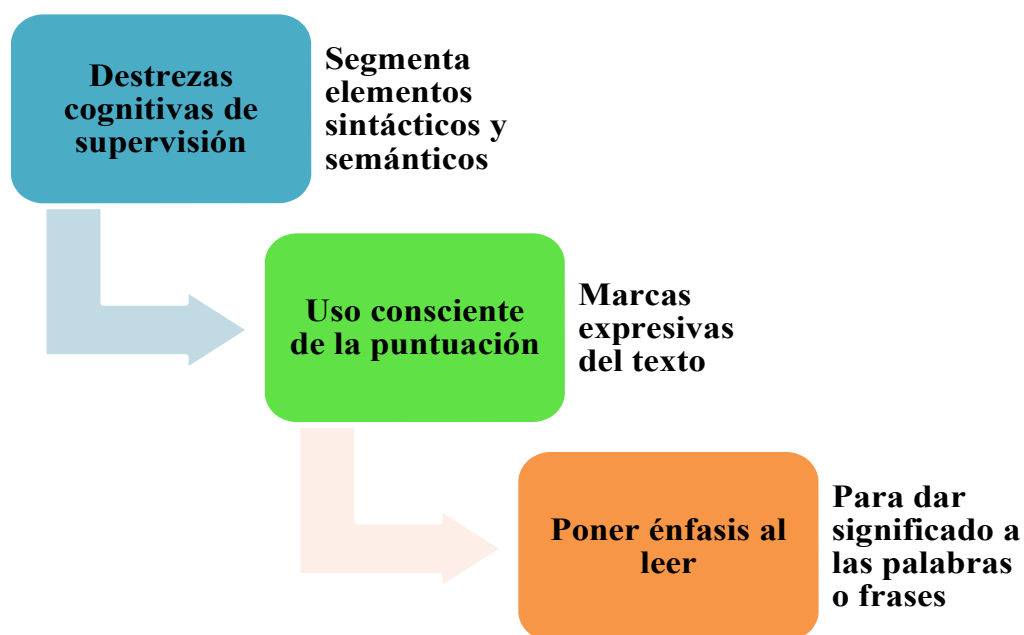 Destrezas
cognitivas de
supervisión
Segmenta
elementos
sintácticos y
semánticos
Uso consciente
de la puntuación
Marcas
expresivas
del texto
Poner énfasis al
leer
Para dar
significado a
las palabras
o frases